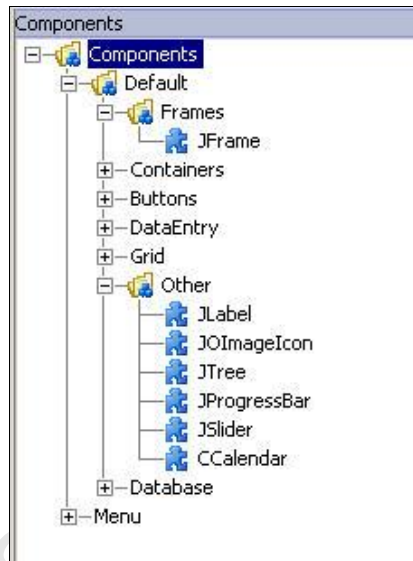 Components
Components
Default
Frames
JFrame
Containers
Buttons
DataEntry
Grid
Other
JLabel
JOImageIcon
JTree
JProgressBar
JSlider
CCalendar
Database
Menu